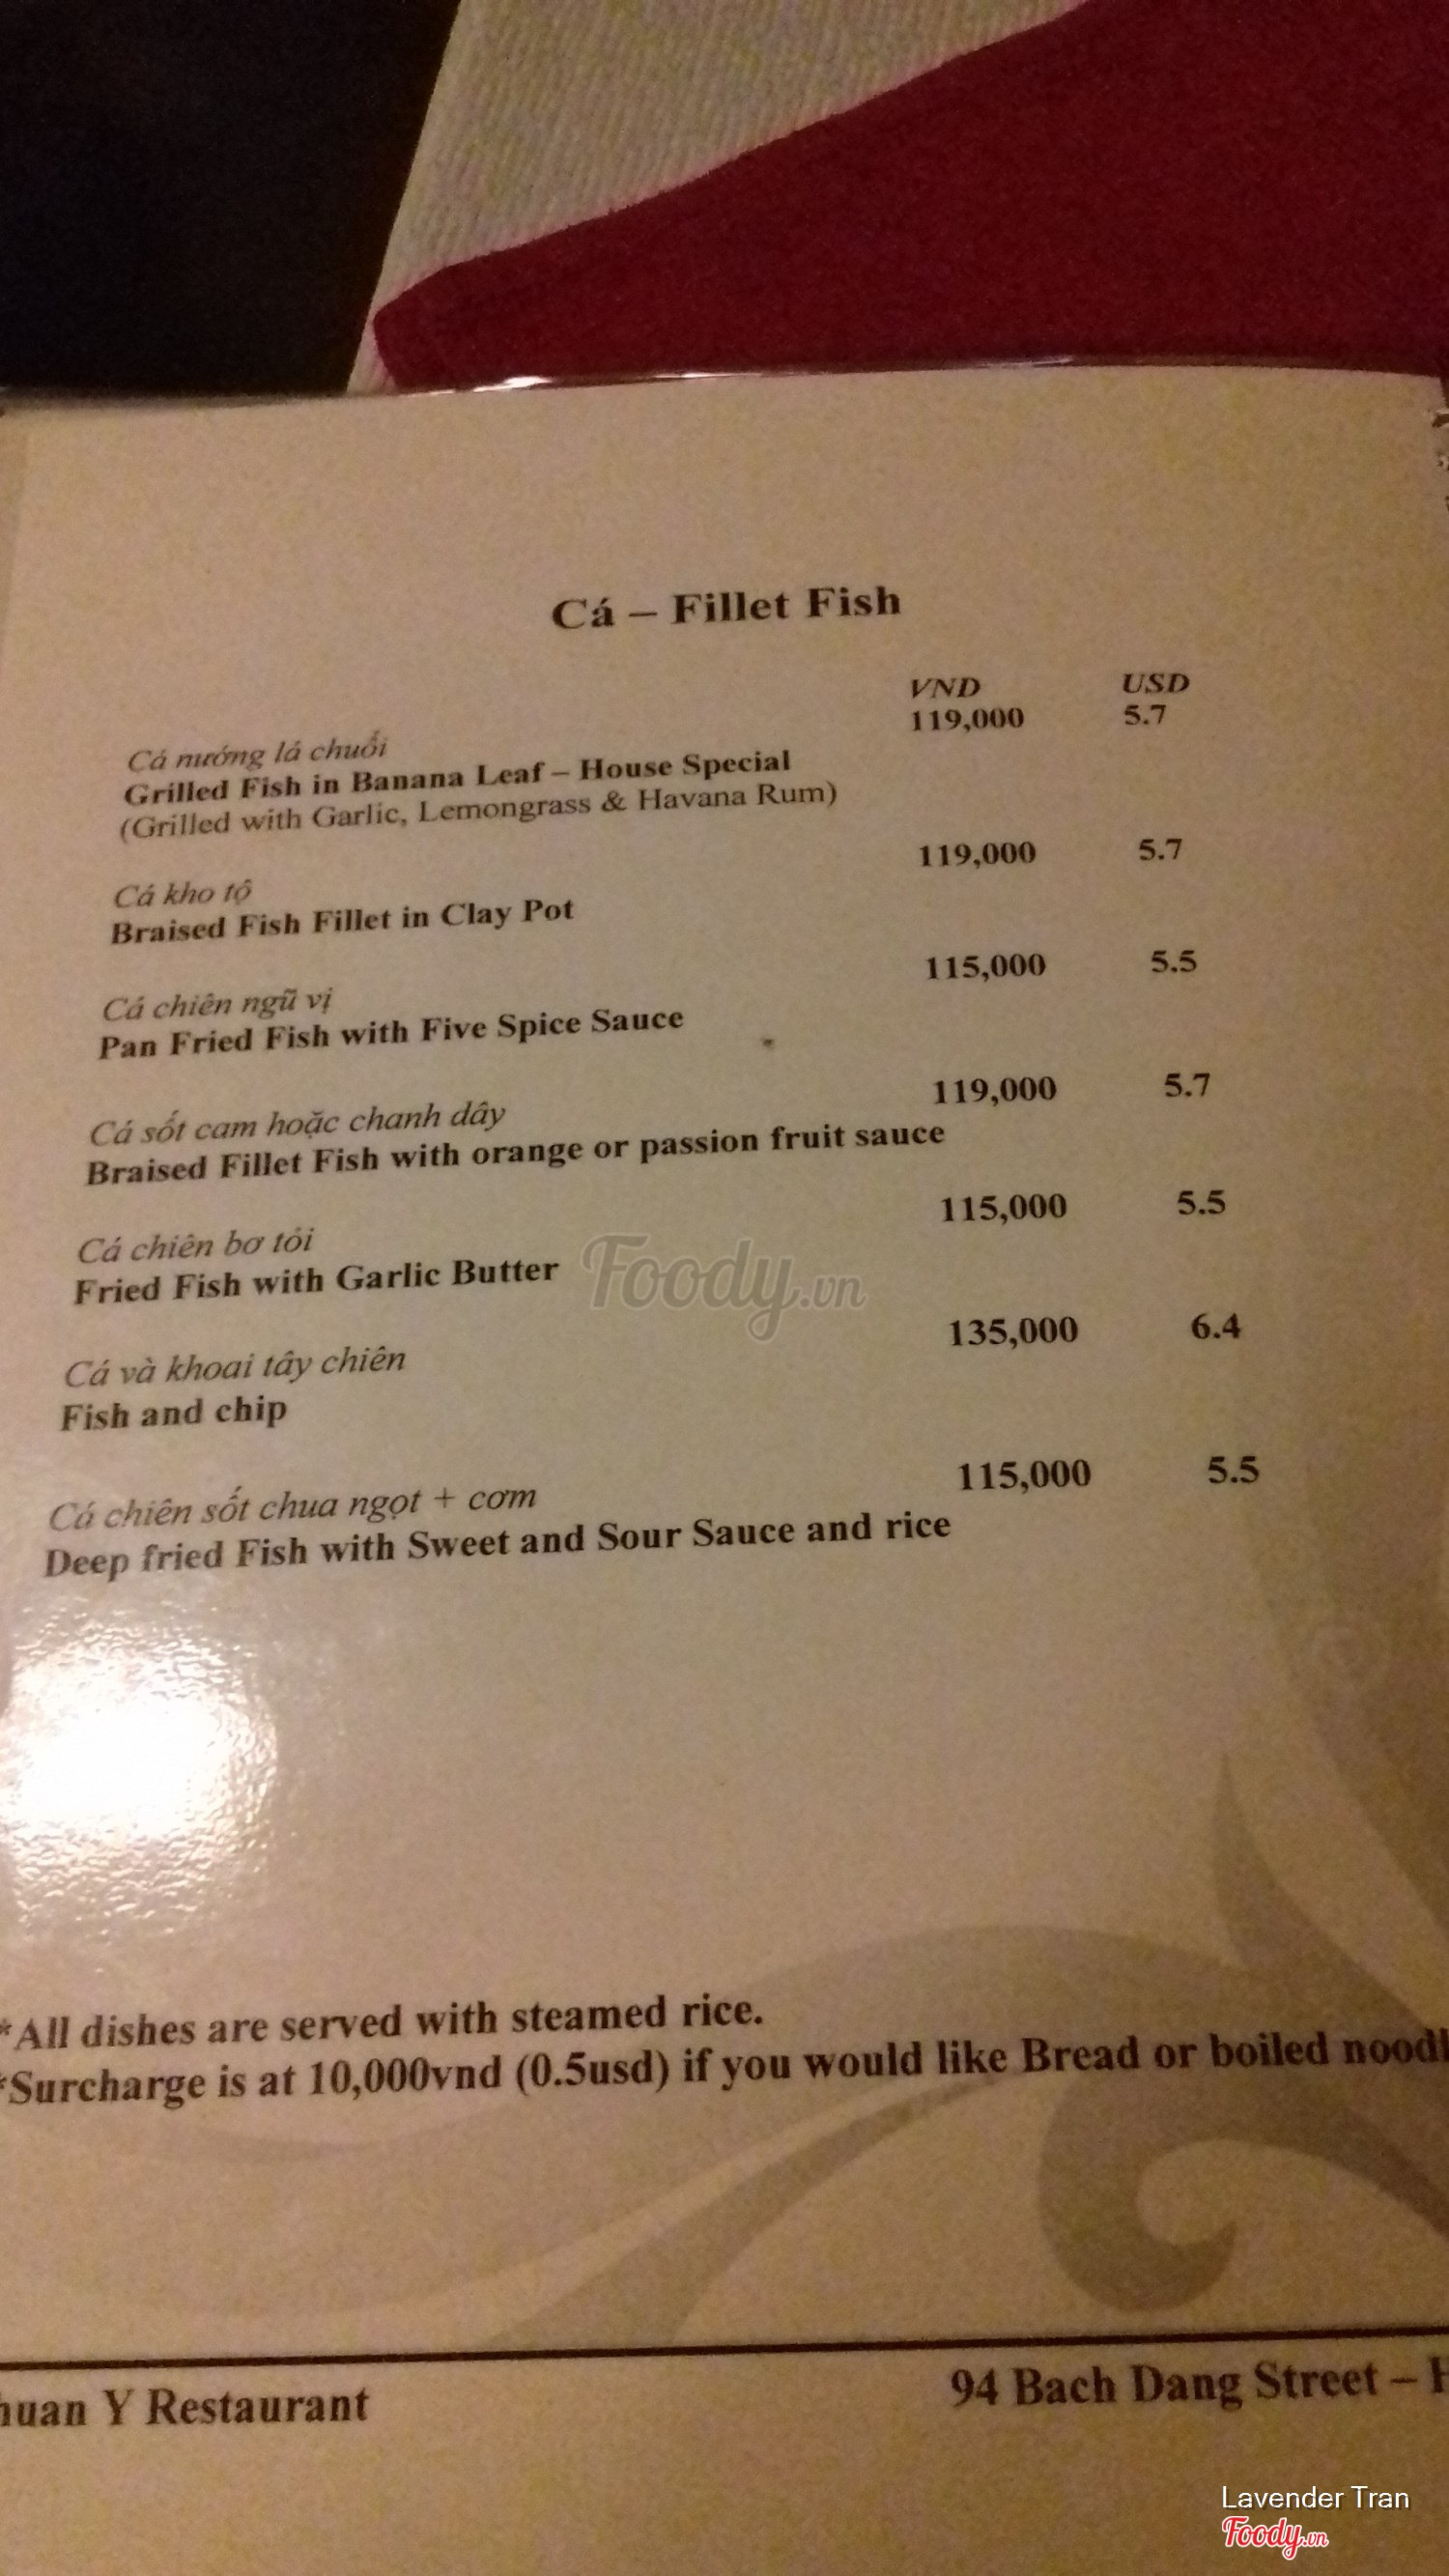 Cá – Fillet Fish
VND USD
119,000 5.7
Cá nướng lá chuối
Grilled Fish in Banana Leaf – House Special
(Grilled with Garlic, Lemongrass & Havana Rum)
119,000 5.7
Cá kho tộ
Braised Fish Fillet in Clay Pot
115,000 5.5
Cá chiên ngũ vị
Pan Fried Fish with Five Spice Sauce
119,000 5.7
Cá sốt cam hoặc chanh dây
Braised Fillet Fish with orange or passion fruit sauce
115,000 5.5
Cá chiên bơ tỏi
Fried Fish with Garlic Butter
Foody.vn
135,000 6.4
Cá và khoai tây chiên
Fish and chip
115,000 5.5
Cá chiên sốt chua ngọt + cơm
Deep fried Fish with Sweet and Sour Sauce and rice
*All dishes are served with steamed rice.
*Surcharge is at 10,000vnd (0.5usd) if you would like Bread or boiled
Y Restaurant 94 Bach Dang Street –
Lavender Tran
Foody.vn